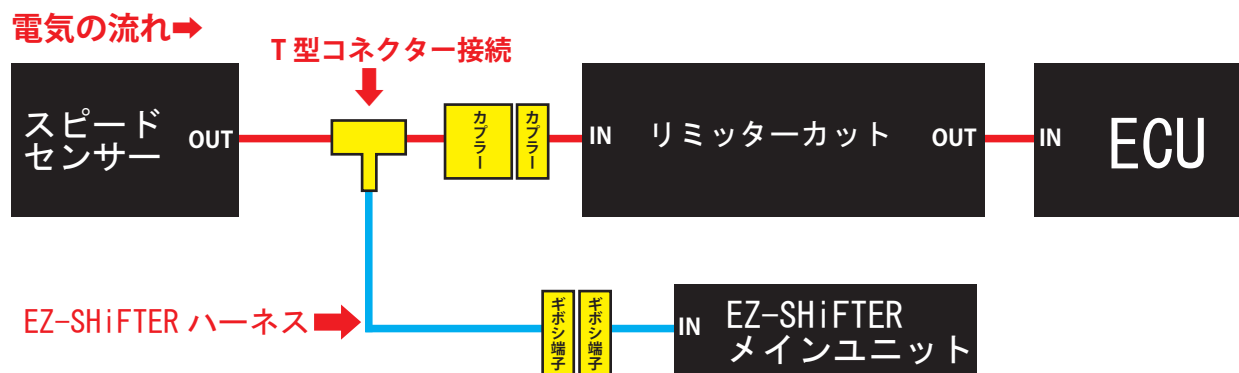 電気の流れ➡
T型コネクター接続
スピード
センサー
OUT
カプラー
カプラー
IN
リミッターカット
OUT
IN
ECU
EZ-SHiFTER ハーネス
ギボシ端子
ギボシ端子
IN
EZ-SHiFTER
メインユニット